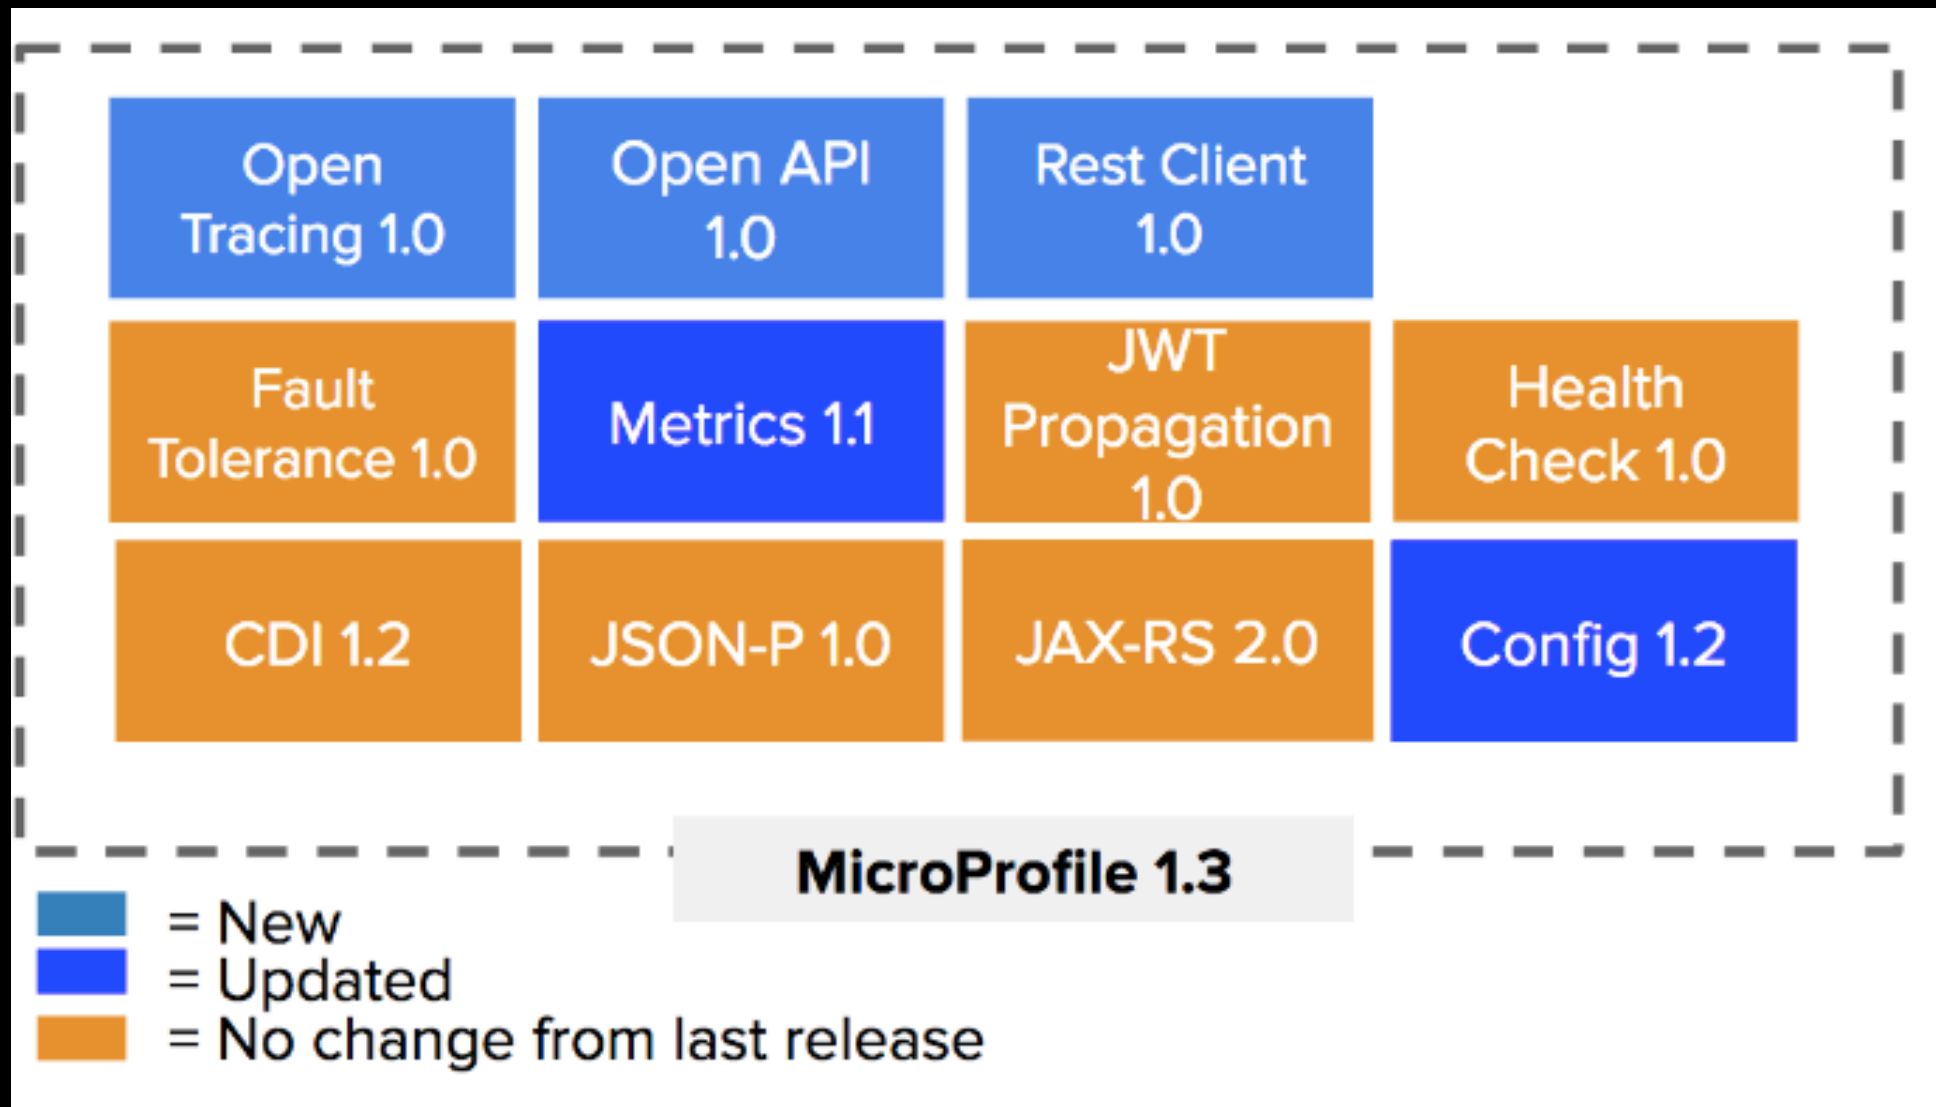 Open
Tracing 1.0
Open API
1.0
Rest Client
1.0
Fault
Tolerance 1.0
Metrics 1.1
JWT
Propagation
1.0
Health
Check 1.0
CDI 1.2
JSON-P 1.0
JAX-RS 2.0
Config 1.2
MicroProfile 1.3
= New
= Updated
= No change from last release